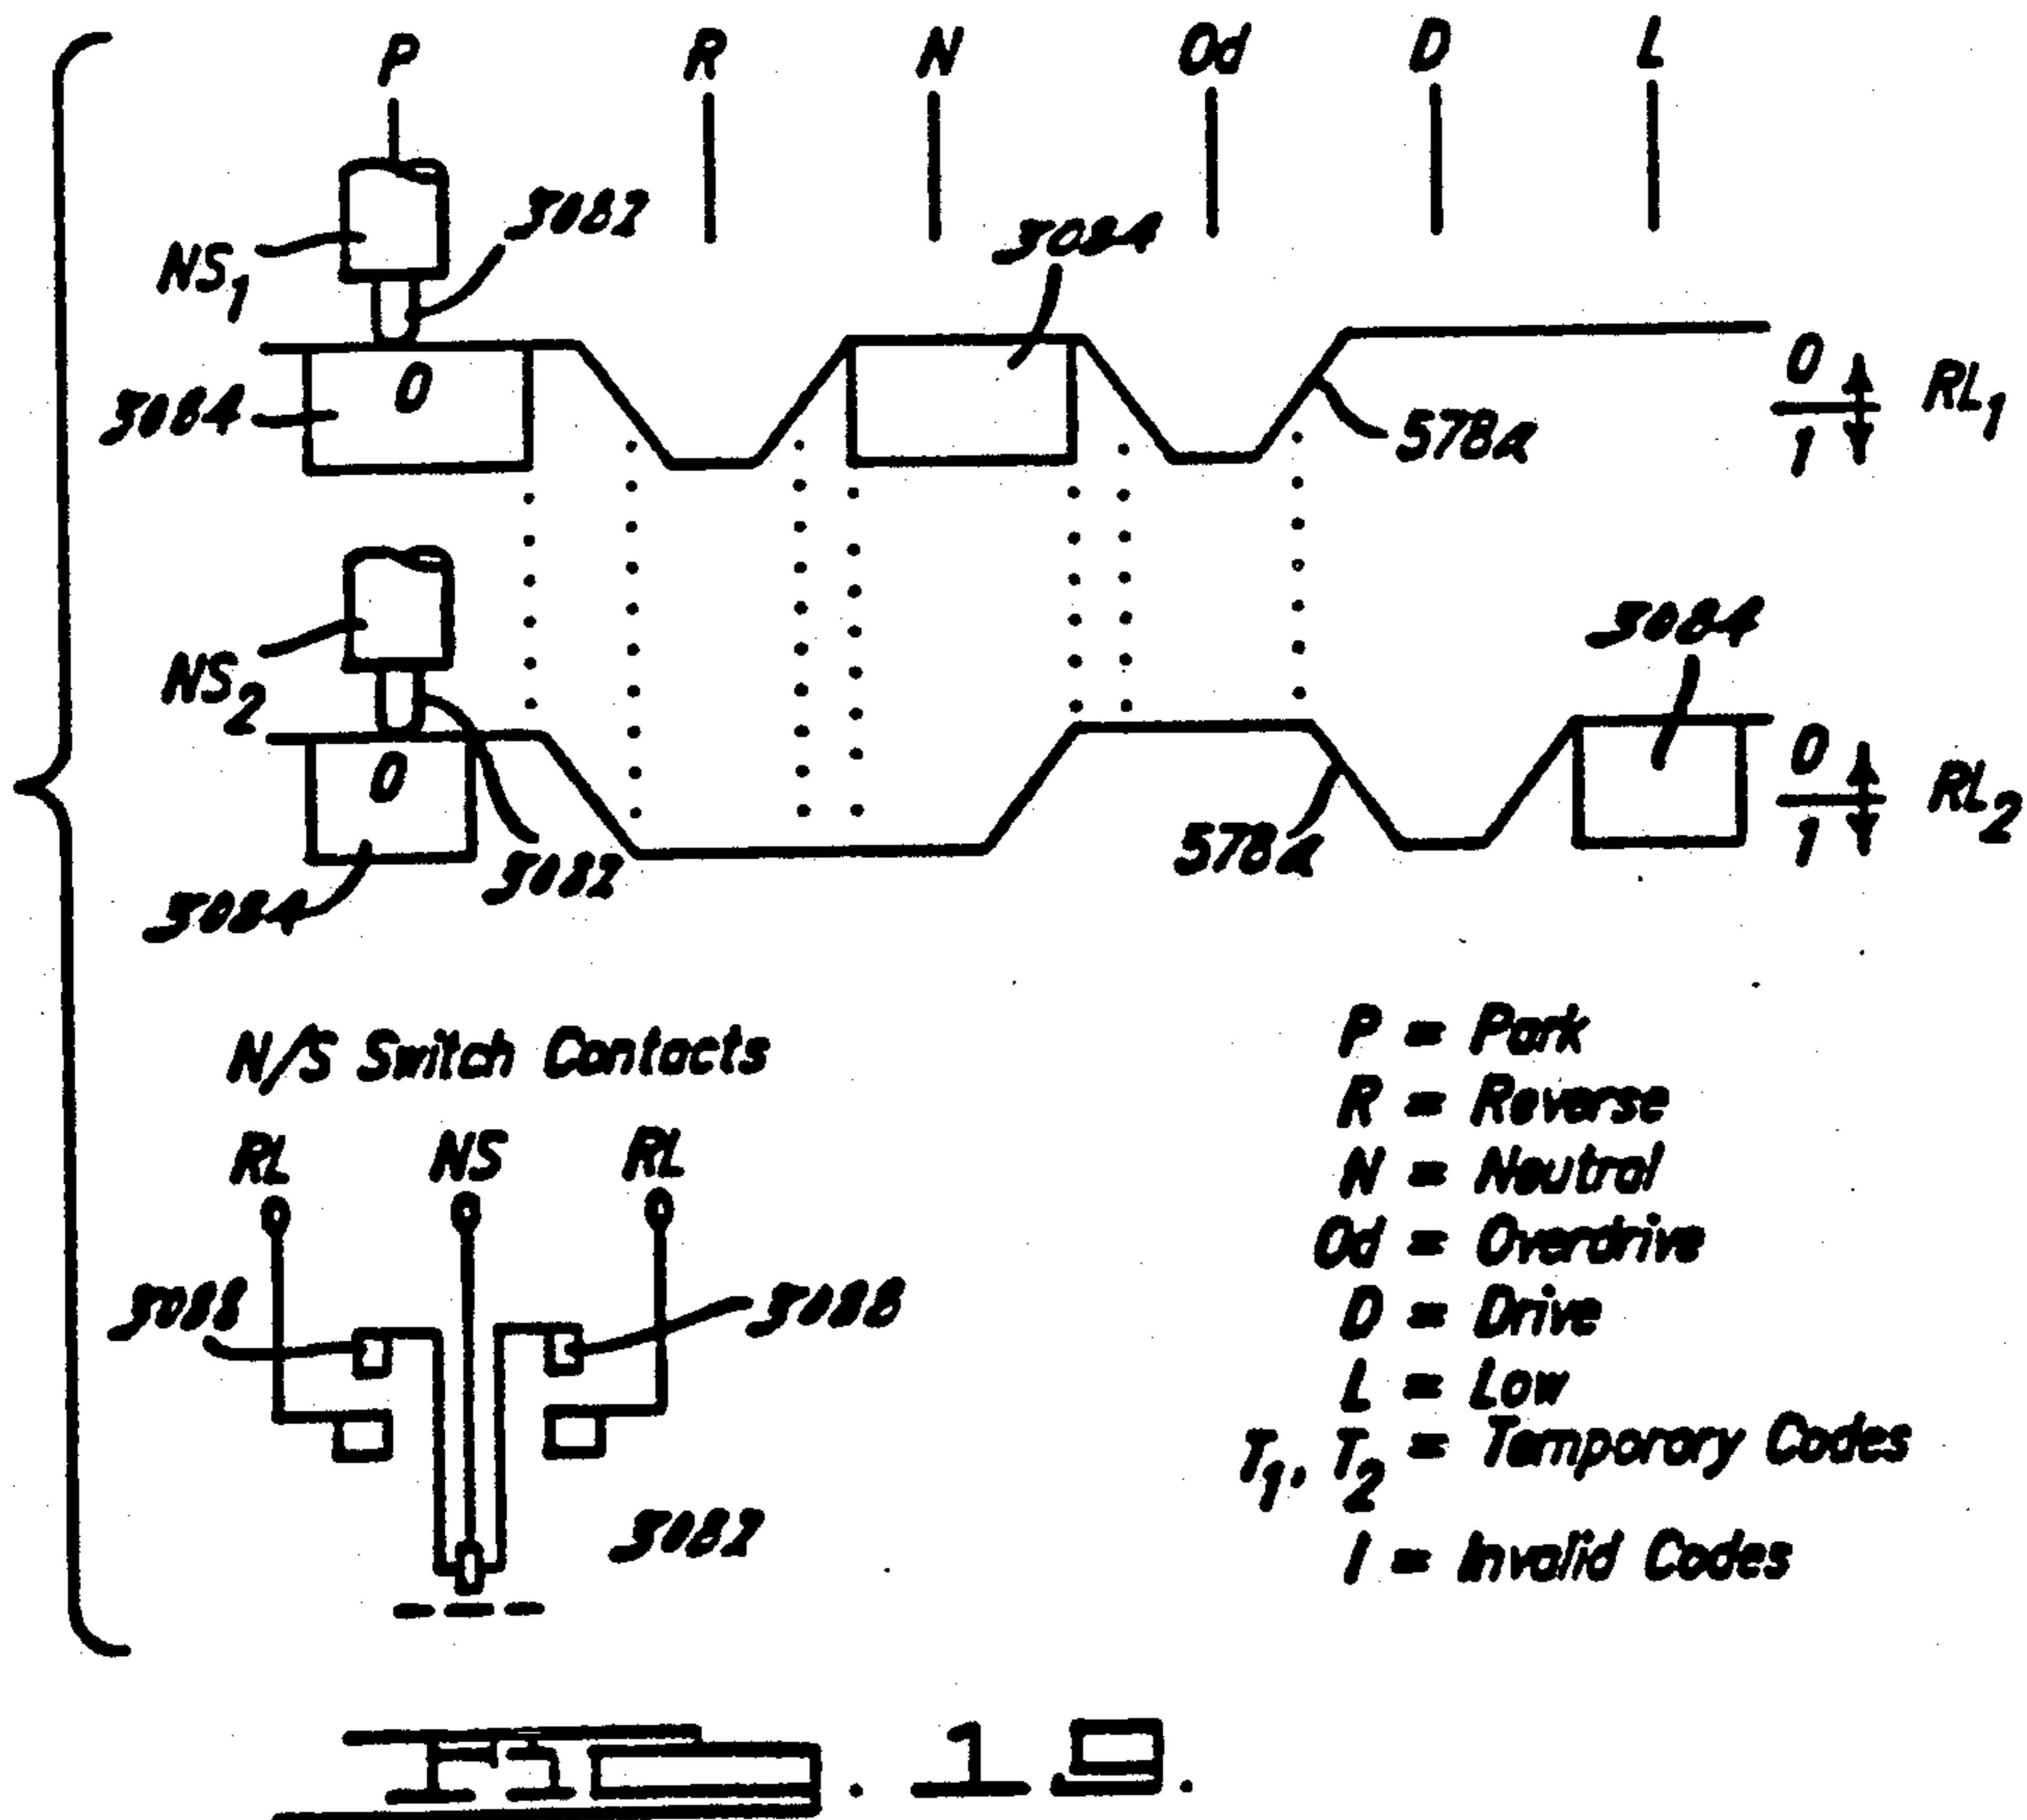 P R N Od D L
3082
3084
NS1
0
3084
578a
0
1
RL1
3084
NS2
0
3082
578a
3084
0
1
RL2
N/S Switch Contacts
RL NS RL
3088
3088
3082
P = Park
R = Reverse
N = Neutral
Od = Overdrive
D = Drive
L = Low
T1, T2 = Temporary Codes
I = Invalid Codes
FIG. 19.